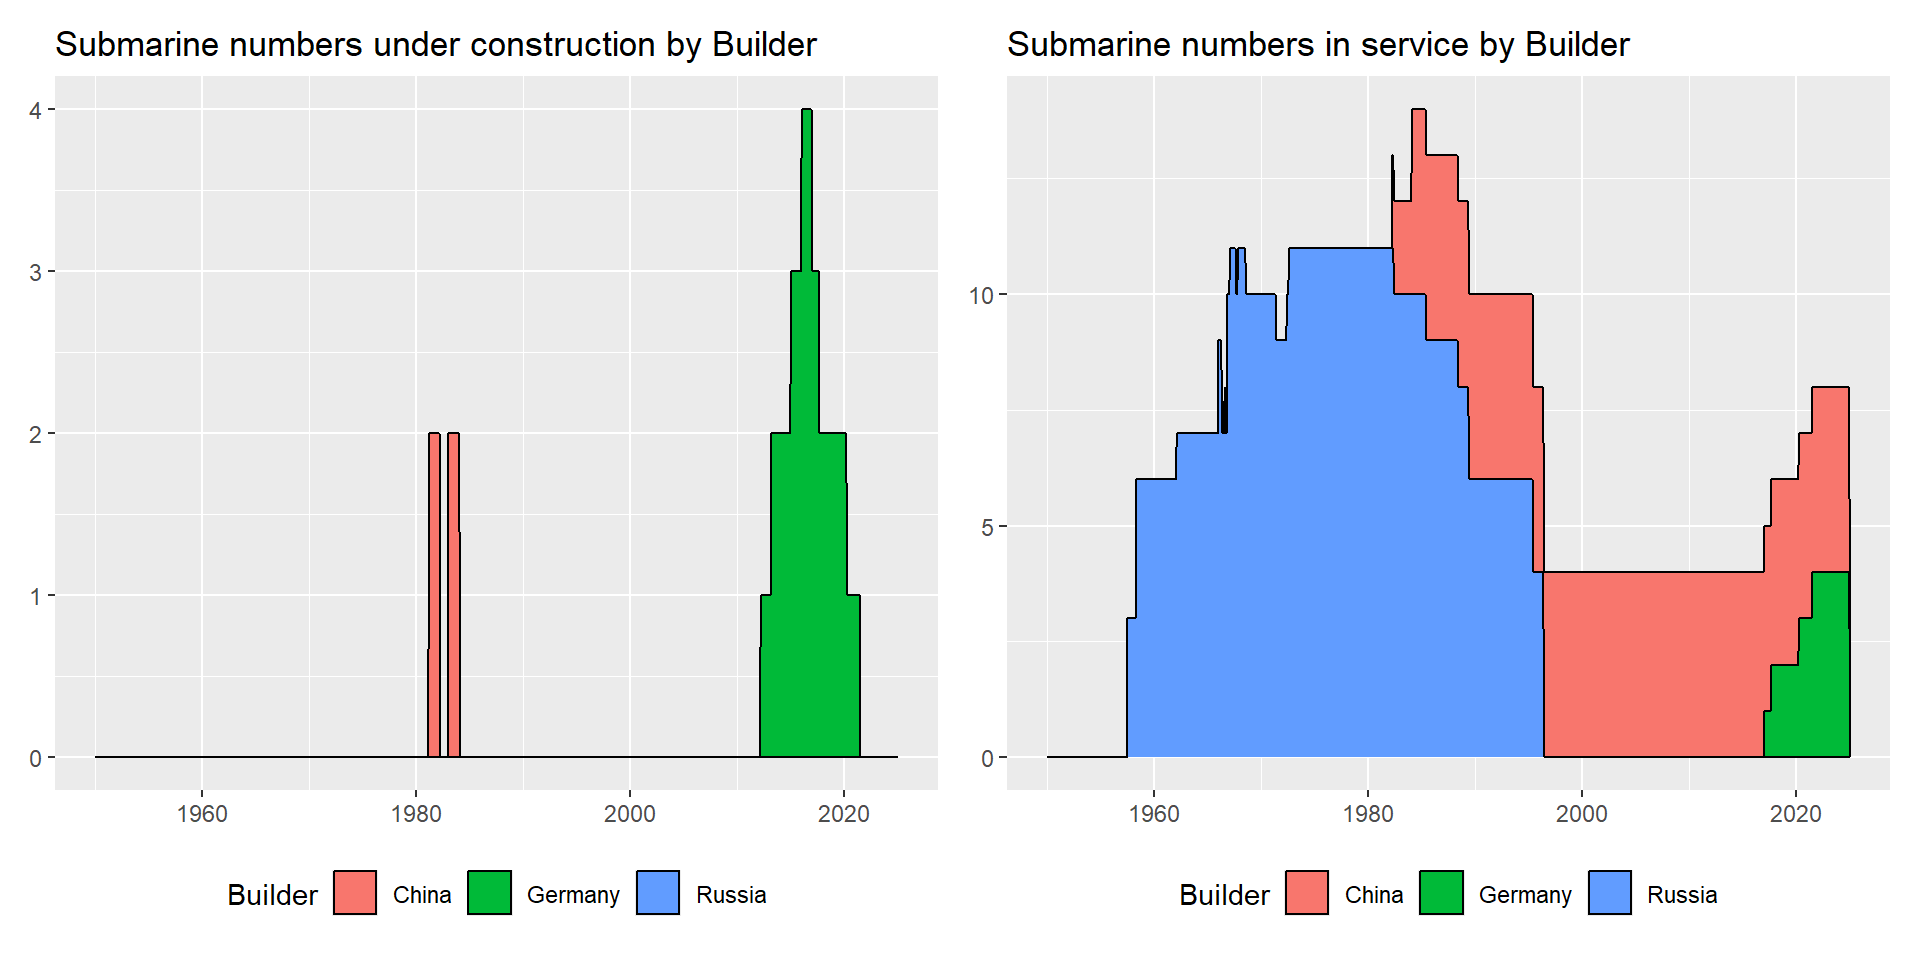 Submarine numbers under construction by Builder
4
3
2
1
0
1960 1980 2000 2020
Builder China Germany Russia
Submarine numbers in service by Builder
10
5
0
1960 1980 2000 2020
Builder China Germany Russia